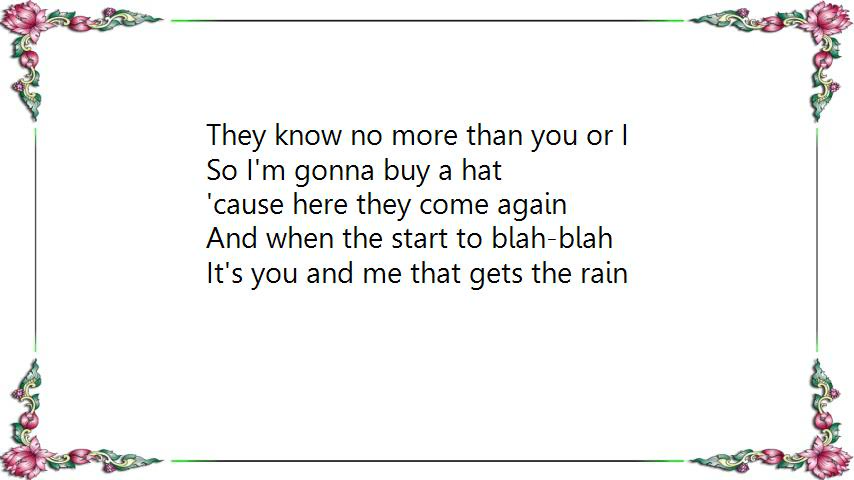 They know no more than you or I
So I'm gonna buy a hat
'cause here they come again
And when the start to blah-blah
It's you and me that gets the rain